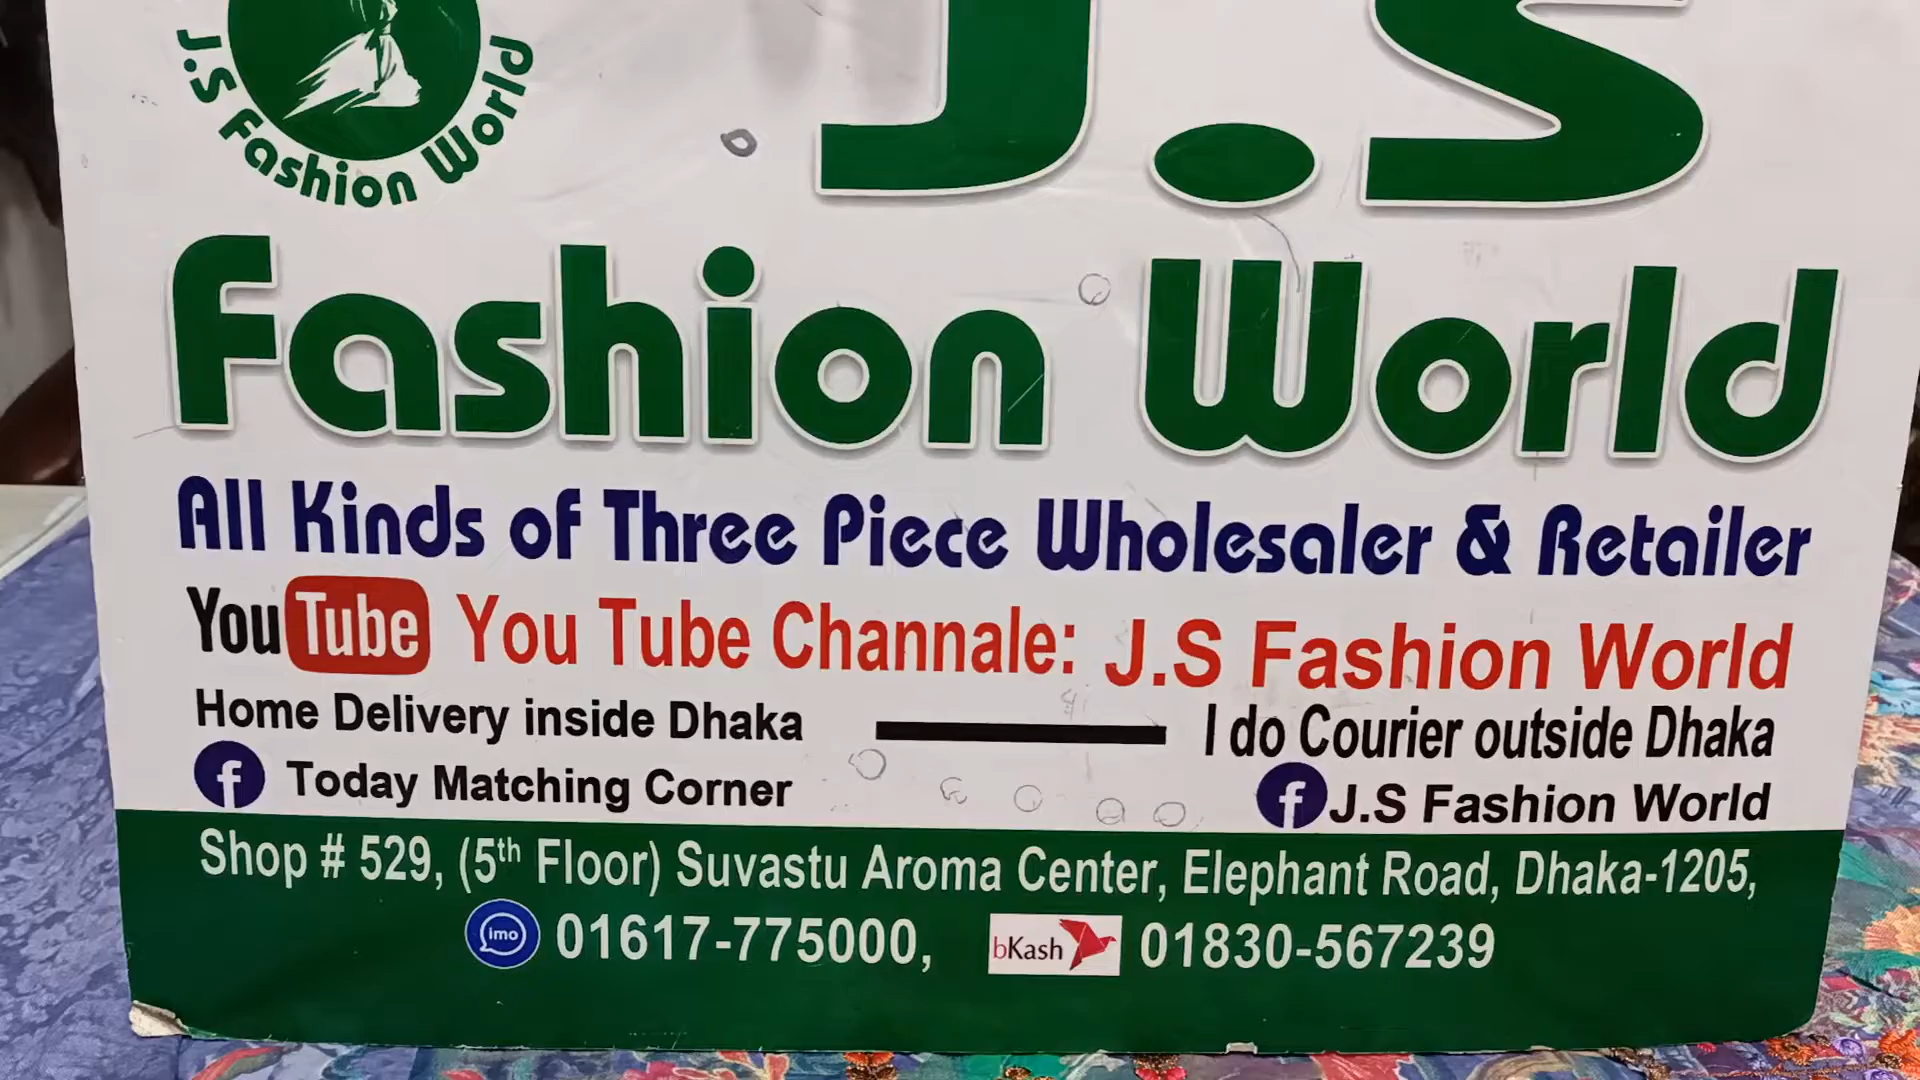 J.S Fashion World
J.S
Fashion World
All Kinds of Three Piece Wholesaler & Retailer
YouTube You Tube Channale: J.S Fashion World
Home Delivery inside Dhaka I do Courier outside Dhaka
f Today Matching Corner f J.S Fashion World
Shop # 529, (5th Floor) Suvastu Aroma Center, Elephant Road, Dhaka-1205,
imo 01617-775000, bKash 01830-567239